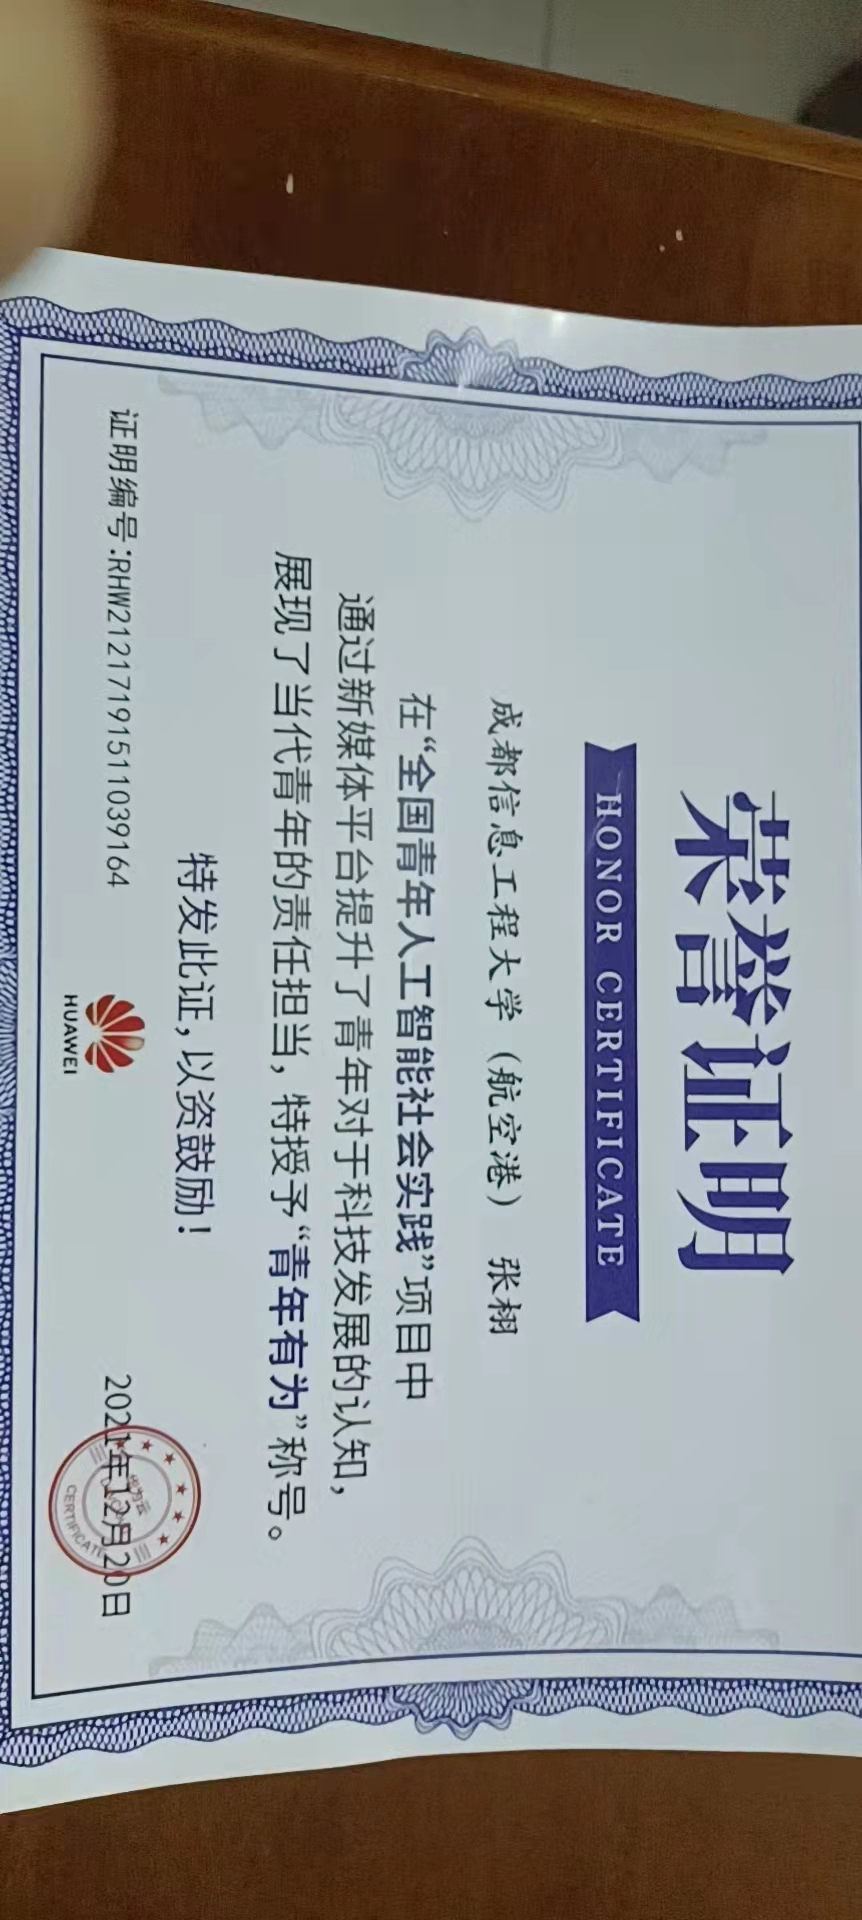 荣誉证明
HONOR CERTIFICATE
成都信息工程大学（航空港） 张栩
在“全国青年人工智能社会实践”项目中
通过新媒体平台提升了青年对于科技发展的认知，
展现了当代青年的责任担当，特授予“青年有为”称号。
特发此证，以资鼓励！
证明编号:RHW21217191511039164
HUAWEI
2021年12月20日
华为云
CERTIFICATE